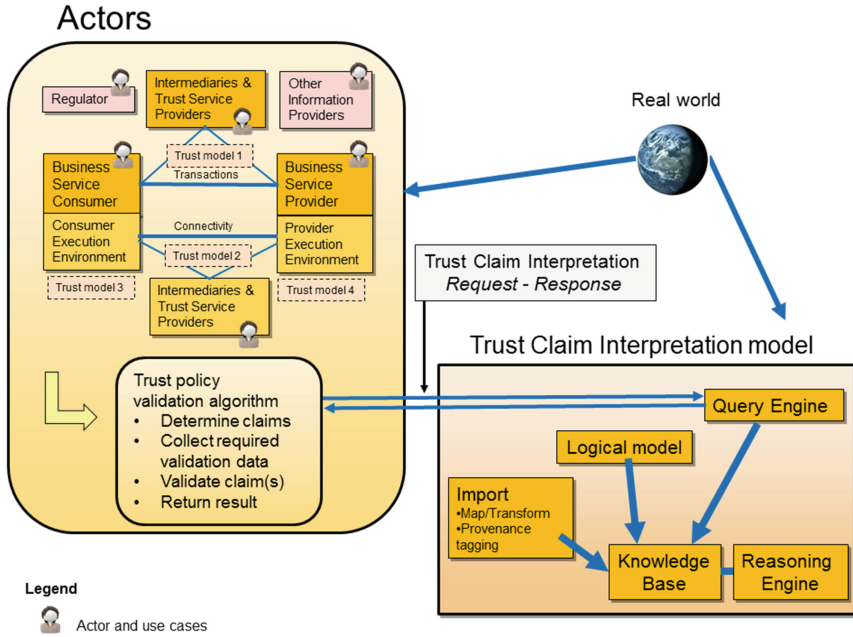 Actors
Regulator
Intermediaries &
Trust Service
Providers
Other
Information
Providers
Trust model 1
Transactions
Business
Service
Consumer
Business
Service
Provider
Consumer
Execution
Environment
Connectivity
Trust model 2
Provider
Execution
Environment
Trust model 3
Intermediaries &
Trust Service
Providers
Trust model 4
Trust policy
validation algorithm
• Determine claims
• Collect required
validation data
• Validate claim(s)
• Return result
Real world
Trust Claim Interpretation
Request - Response
Trust Claim Interpretation model
Query Engine
Logical model
Import
•Map/Transform
•Provenance
tagging
Knowledge
Base
Reasoning
Engine
Legend
Actor and use cases